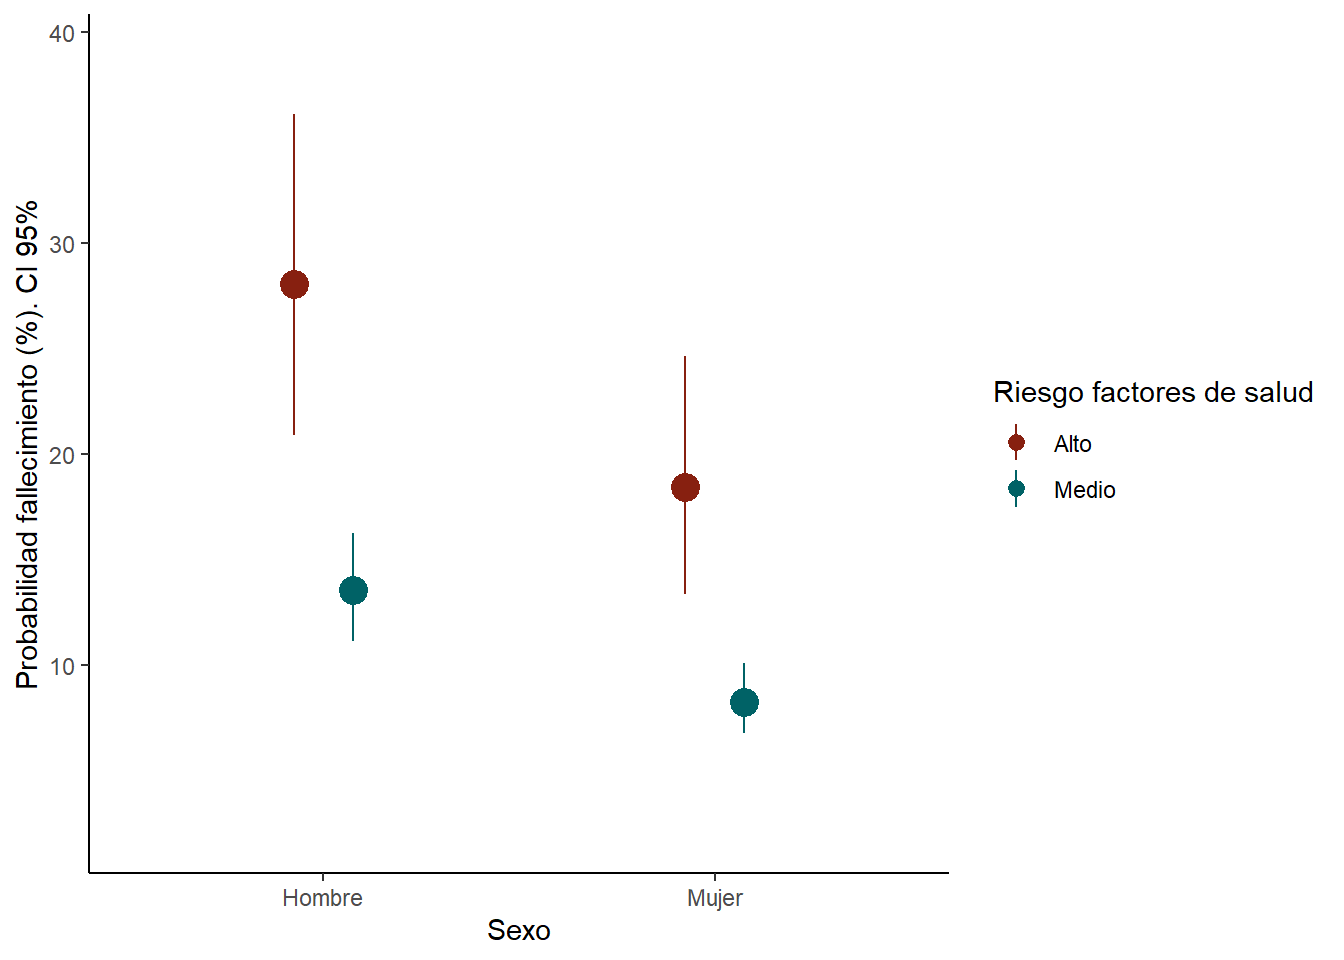 Probabilidad fallecimiento (%). CI 95%
40
30
20
10
Hombre
Mujer
Sexo
Riesgo factores de salud
Alto
Medio